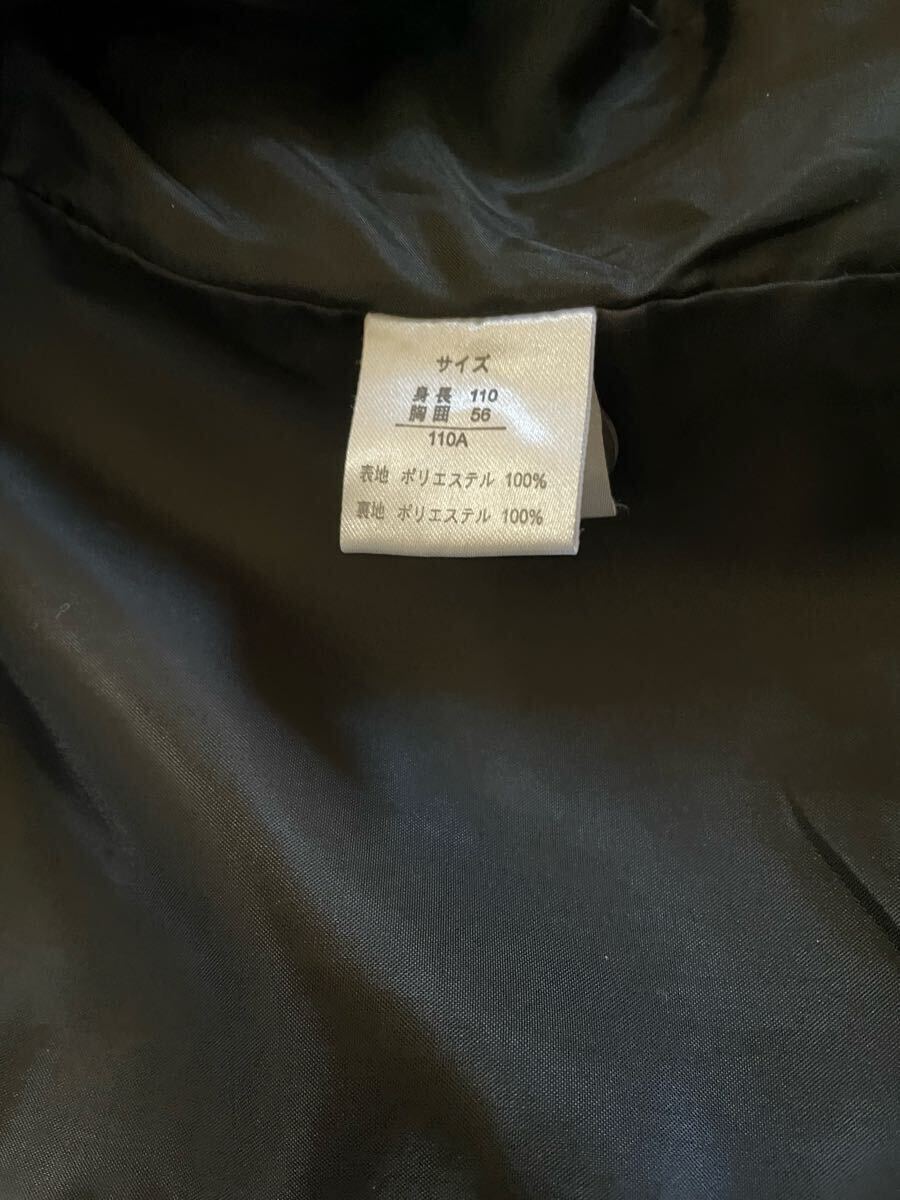 サイズ
身長 110
胸囲 56
110A
表地 ポリエステル 100%
裏地 ポリエステル 100%